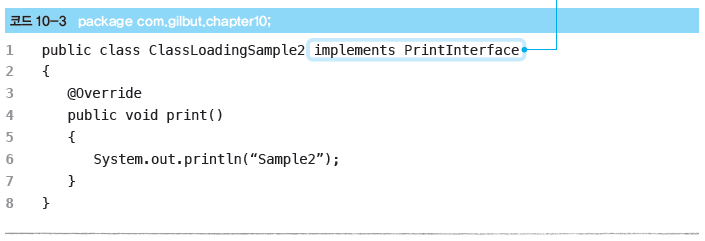 코드 10-3 package com.gilbut.chapter10;
1 public class ClassLoadingSample2 implements PrintInterface
2 {
3 @Override
4 public void print()
5 {
6 System.out.println(“Sample2”);
7 }
8 }